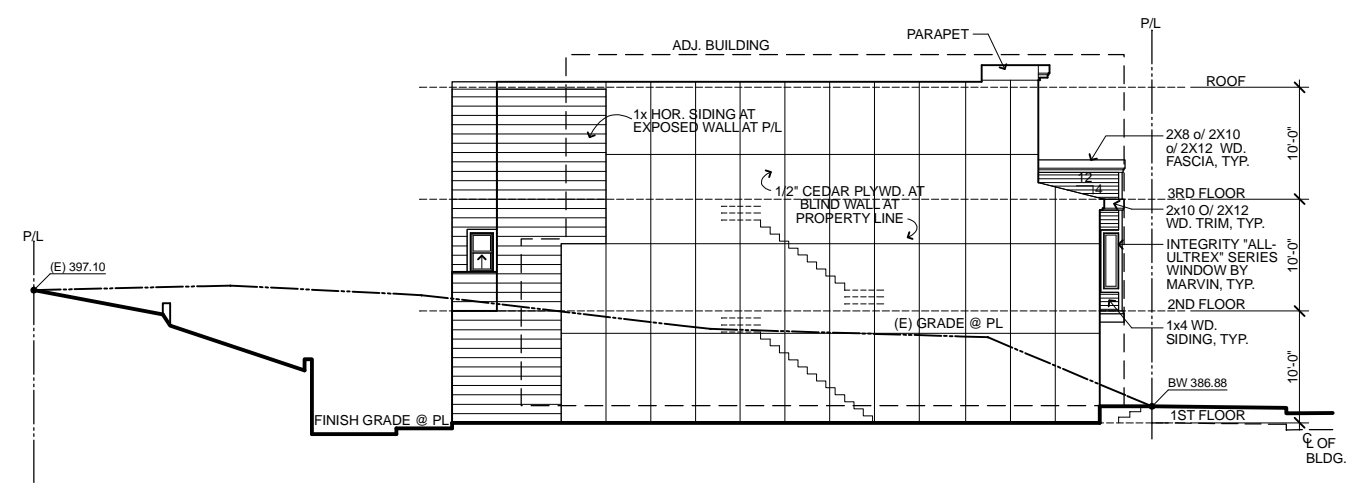 P/L
PARAPET
ADJ. BUILDING
ROOF
1x HOR. SIDING AT
EXPOSED WALL AT P/L
2X8 o/ 2X10
o/ 2X12 WD.
FASCIA, TYP.
10'-0"
12
4
1/2" CEDAR PLYWD. AT
BLIND WALL AT
PROPERTY LINE
3RD FLOOR
2x10 O/ 2X12
WD. TRIM, TYP.
P/L
INTEGRITY "ALL-
ULTREX" SERIES
WINDOW BY
MARVIN, TYP.
10'-0"
(E) 397.10
2ND FLOOR
(E) GRADE @ PL
1x4 WD.
SIDING, TYP.
10'-0"
BW 386.88
FINISH GRADE @ PL
1ST FLOOR
℄ OF
BLDG.